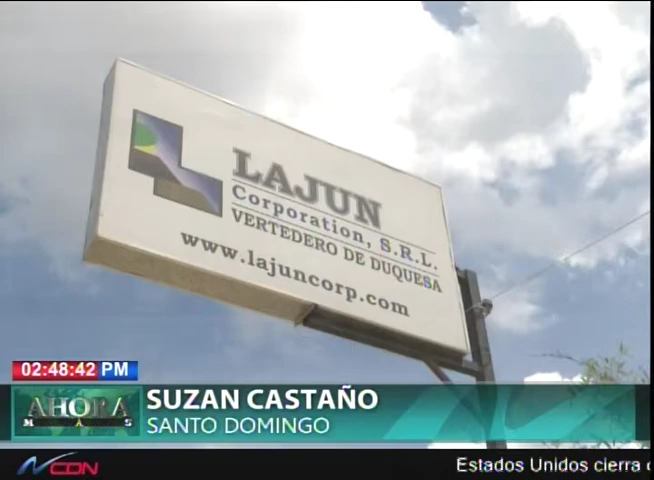 LAJUN
Corporation, S.R.L.
VERTEDERO DE DUQUESA
www.lajuncorp.com
02:48:42 PM
AHORA
MAS
SUZAN CASTAÑO
SANTO DOMINGO
CDN
Estados Unidos cierra